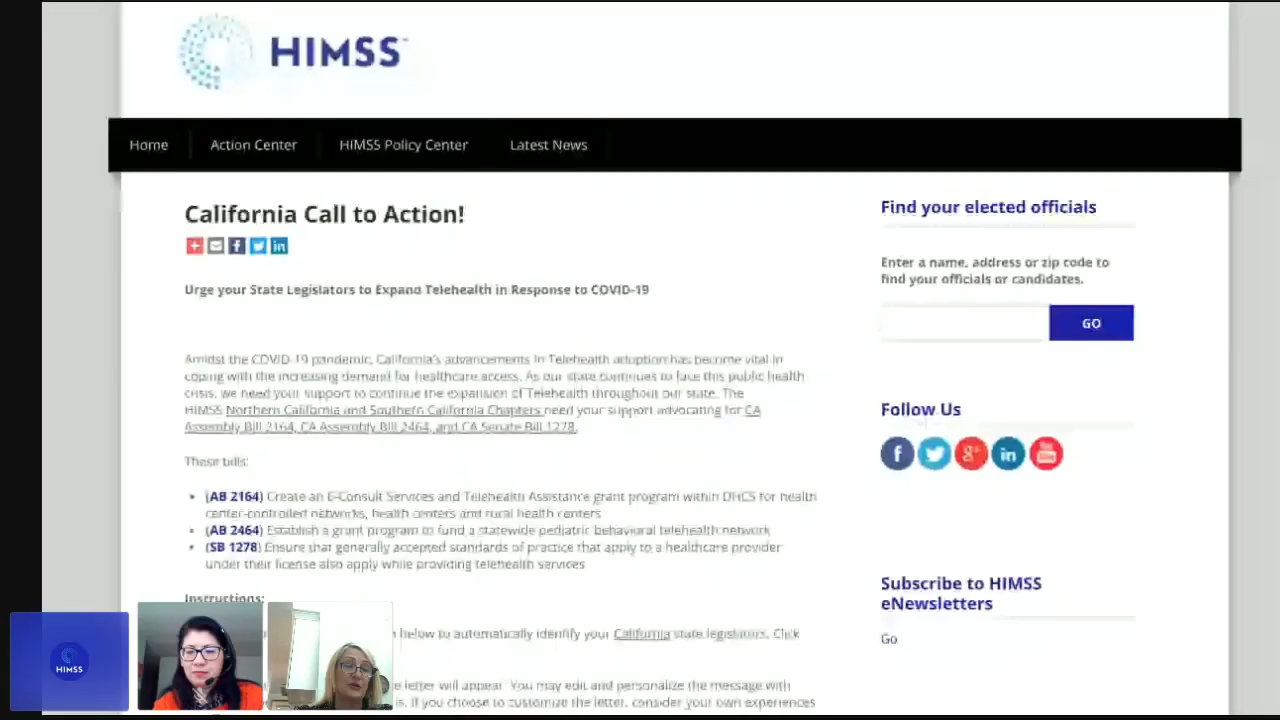 HIMSS
Home
Action Center
HIMSS Policy Center
Latest News
California Call to Action!
Urge your State Legislators to Expand Telehealth in Response to COVID-19
Amidst the COVID-19 pandemic, California's advancements in Telehealth adoption has become vital in
coping with the increasing demand for healthcare access. As our state continues to face this public health
crisis, we need your support to continue the expansion of Telehealth throughout our state. The
HIMSS Northern California and Southern California Chapters need your support advocating for CA
Assembly Bill 2164, CA Assembly Bill 2464, and CA Senate Bill 1278.
These bills:
• (AB 2164) Create an E-Consult Services and Telehealth Assistance grant program within DHCS for health
center-controlled networks, health centers and rural health centers
• (AB 2464) Establish a grant program to fund a statewide pediatric behavioral telehealth network
• (SB 1278) Ensure that generally accepted standards of practice that apply to a healthcare provider
under their license also apply while providing telehealth services
Instructions:
below to automatically identify your California state legislators. Click
letter will appear. You may edit and personalize the message with
If you choose to customize the letter, consider your own experiences
Find your elected officials
Enter a name, address or zip code to
find your officials or candidates.
GO
Follow Us
f
g+
in
You
Subscribe to HIMSS
eNewsletters
Go
HIMSS